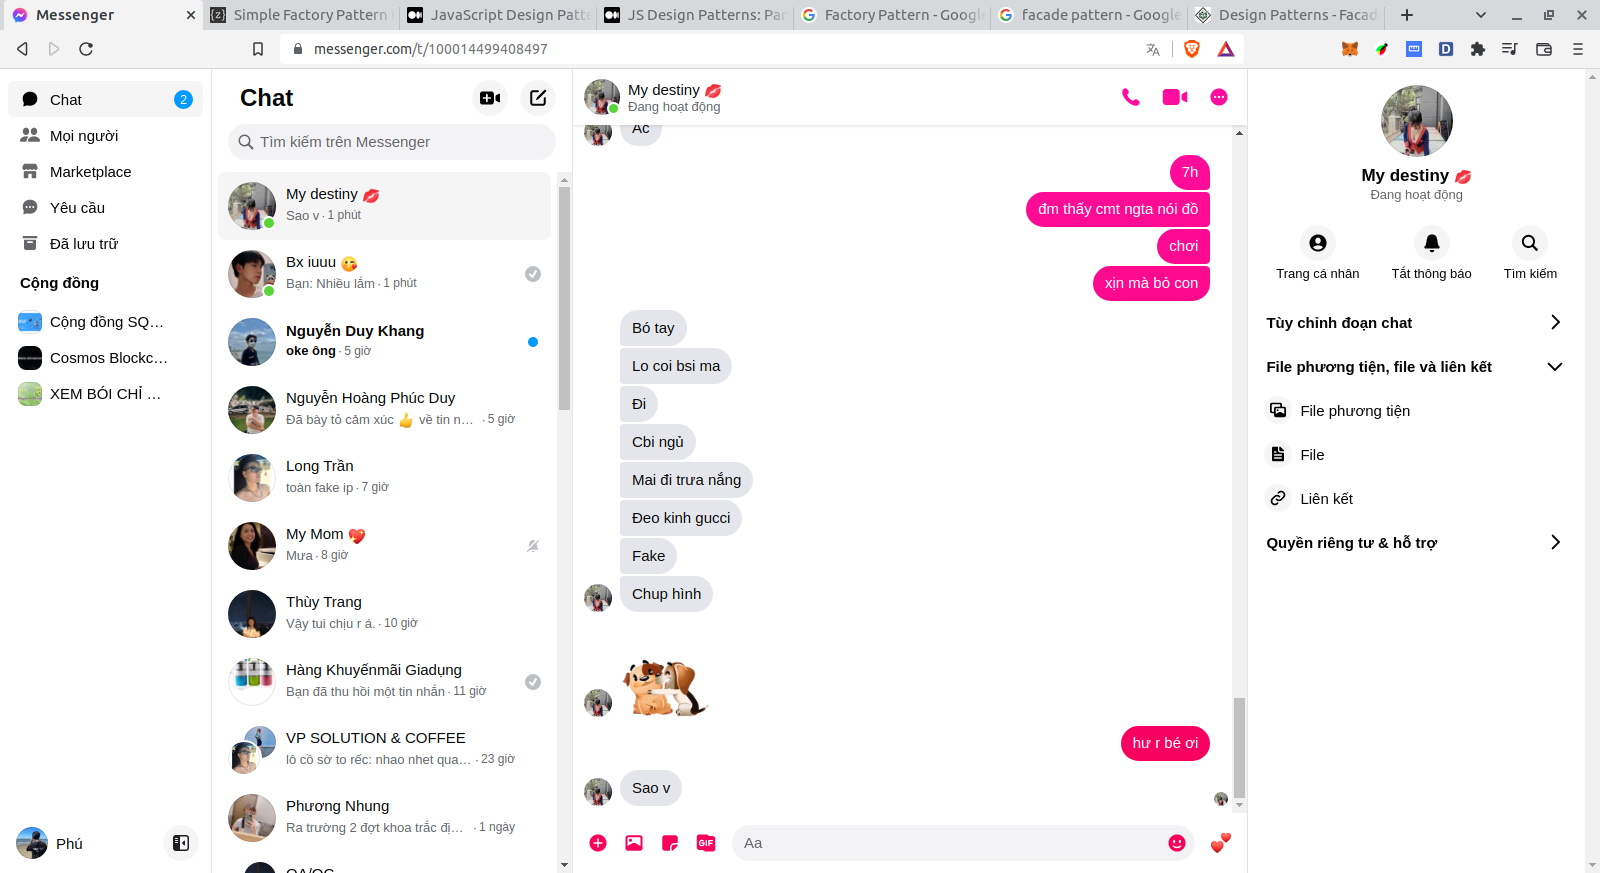 Messenger
Simple Factory Pattern
JavaScript Design Patte
JS Design Patterns: Par
Factory Pattern - Google
facade pattern - Google
Design Patterns - Facad
messenger.com/t/100014499408497
Chat
2
Mọi người
Marketplace
Yêu cầu
Đã lưu trữ
Cộng đồng
Cộng đồng SQ...
Cosmos Blockc...
XEM BÓI CHỈ ...
Phú
Chat
Tìm kiếm trên Messenger
My destiny 💋
Sao v · 1 phút
Bx iuuu 😘
Bạn: Nhiều lắm · 1 phút
Nguyễn Duy Khang
oke ông · 5 giờ
Nguyễn Hoàng Phúc Duy
Đã bày tỏ cảm xúc 👍 về tin n... · 5 giờ
Long Trần
toàn fake ip · 7 giờ
My Mom 💖
Mưa · 8 giờ
Thùy Trang
Vậy tui chịu r á. · 10 giờ
Hàng Khuyếnmãi Giadụng
Bạn đã thu hồi một tin nhắn · 11 giờ
VP SOLUTION & COFFEE
lô cồ sờ to rếc: nhao nhet qua... · 23 giờ
Phương Nhung
Ra trường 2 đợt khoa trắc đị... · 1 ngày
My destiny 💋
Đang hoạt động
Ac
7h
đm thấy cmt ngta nói đồ
chơi
xịn mà bỏ con
Bó tay
Lo coi bsi ma
Đi
Cbi ngủ
Mai đi trưa nắng
Đeo kinh gucci
Fake
Chup hình
hư r bé ơi
Sao v
GIF
Aa
My destiny 💋
Đang hoạt động
Trang cá nhân
Tắt thông báo
Tìm kiếm
Tùy chỉnh đoạn chat
File phương tiện, file và liên kết
File phương tiện
File
Liên kết
Quyền riêng tư & hỗ trợ